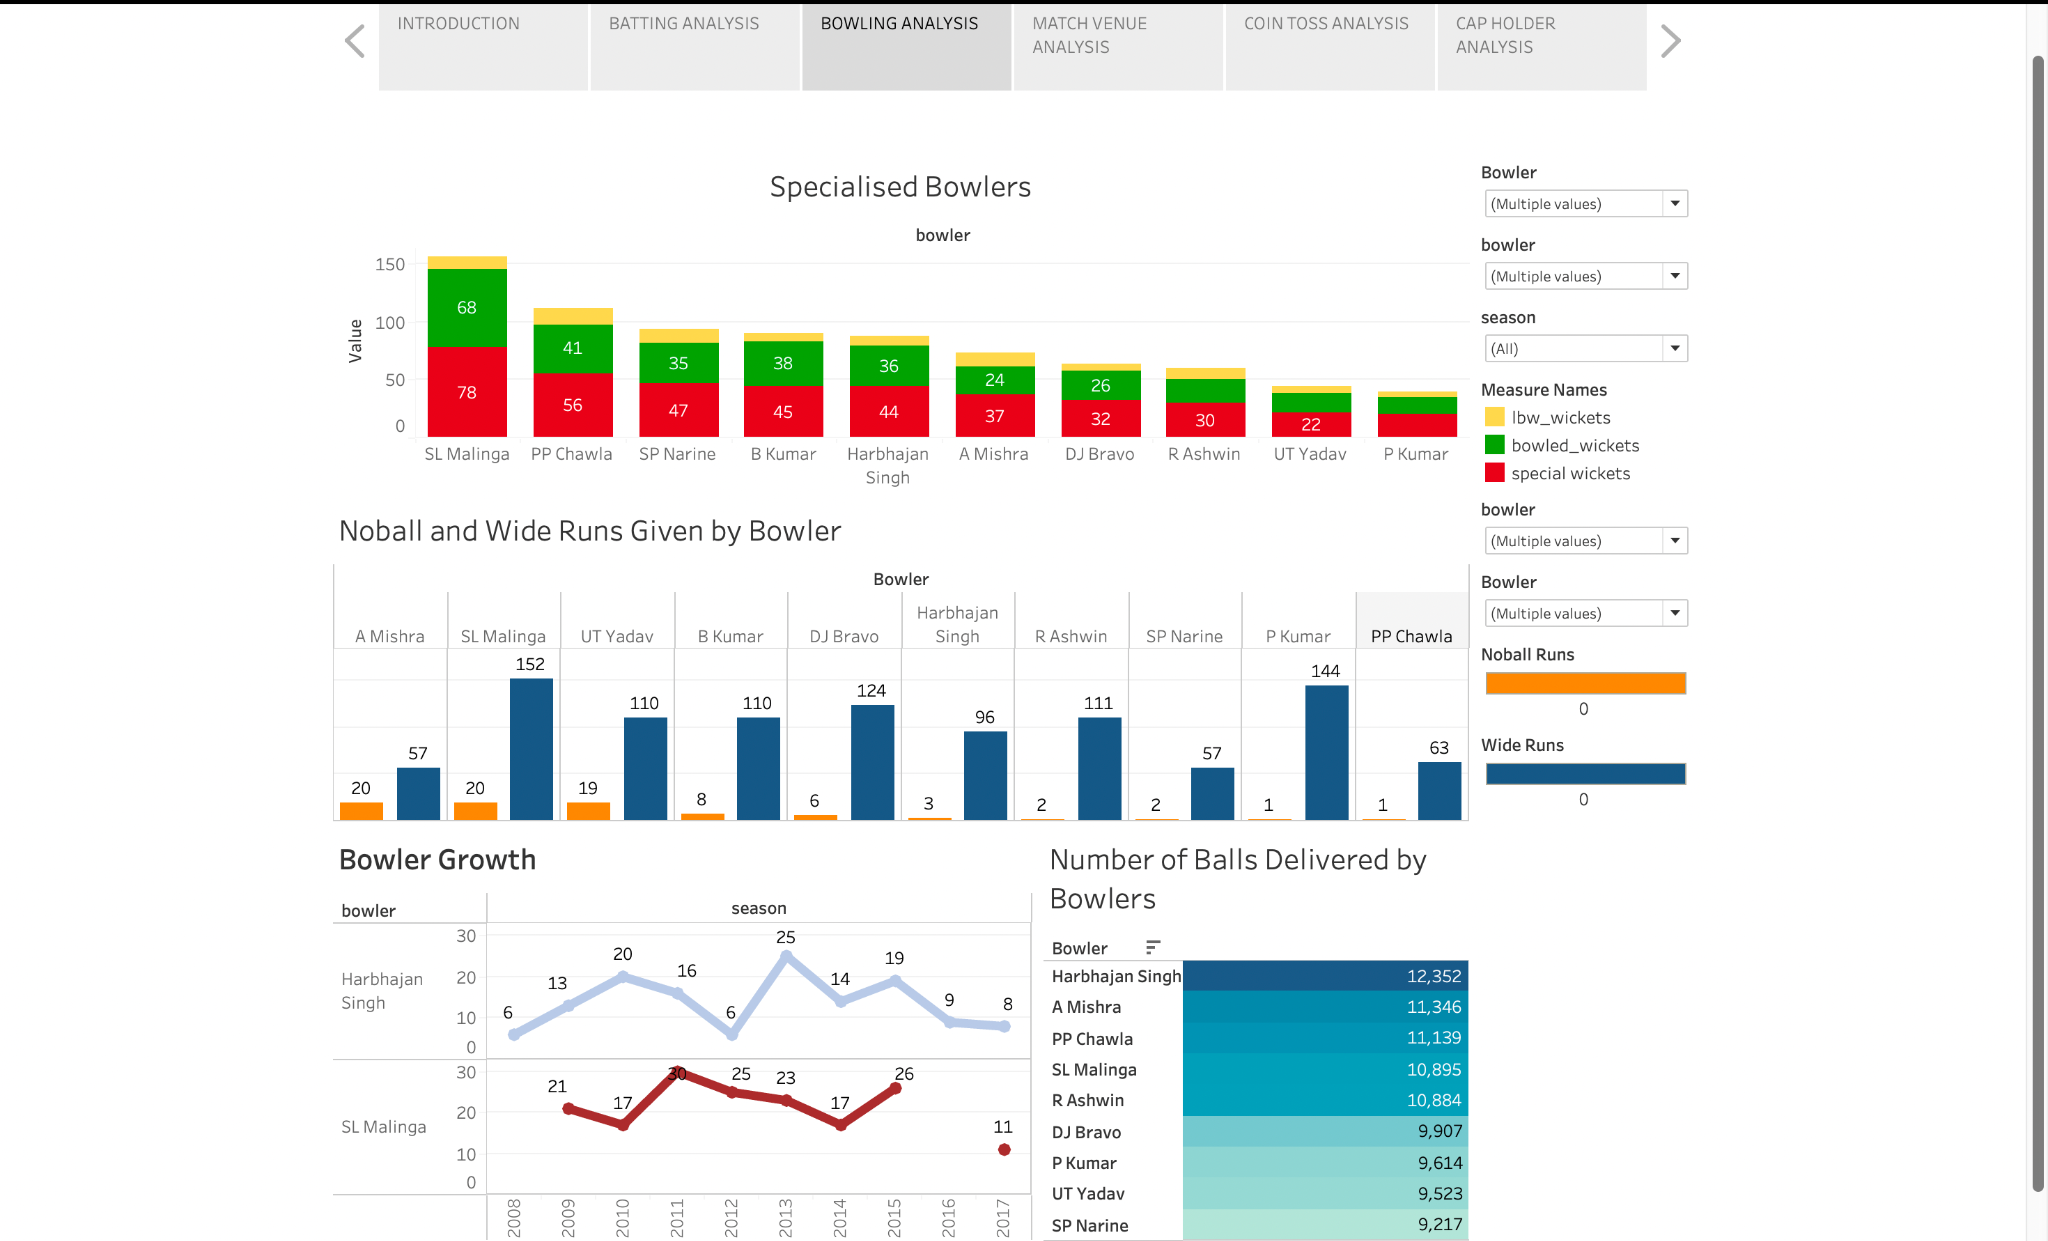 INTRODUCTION
BATTING ANALYSIS
BOWLING ANALYSIS
MATCH VENUE
ANALYSIS
COIN TOSS ANALYSIS
CAP HOLDER
ANALYSIS
Specialised Bowlers
bowler
Value
150
100
50
0
68
78
41
56
35
47
38
45
36
44
24
37
26
32
30
22
SL Malinga
PP Chawla
SP Narine
B Kumar
Harbhajan
Singh
A Mishra
DJ Bravo
R Ashwin
UT Yadav
P Kumar
Bowler
(Multiple values)
bowler
(Multiple values)
season
(All)
Measure Names
lbw_wickets
bowled_wickets
special wickets
bowler
(Multiple values)
Bowler
(Multiple values)
Noball Runs
0
Wide Runs
0
Noball and Wide Runs Given by Bowler
Bowler
A Mishra
SL Malinga
UT Yadav
B Kumar
DJ Bravo
Harbhajan
Singh
R Ashwin
SP Narine
P Kumar
PP Chawla
20
57
20
152
19
110
8
110
6
124
3
96
2
111
2
57
1
144
1
63
Bowler Growth
bowler
season
Harbhajan
Singh
30
20
10
0
6
13
20
16
6
25
14
19
9
8
SL Malinga
30
20
10
0
21
17
30
25
23
17
26
11
2008
2009
2010
2011
2012
2013
2014
2015
2016
2017
Number of Balls Delivered by
Bowlers
Bowler
Harbhajan Singh 12,352
A Mishra 11,346
PP Chawla 11,139
SL Malinga 10,895
R Ashwin 10,884
DJ Bravo 9,907
P Kumar 9,614
UT Yadav 9,523
SP Narine 9,217